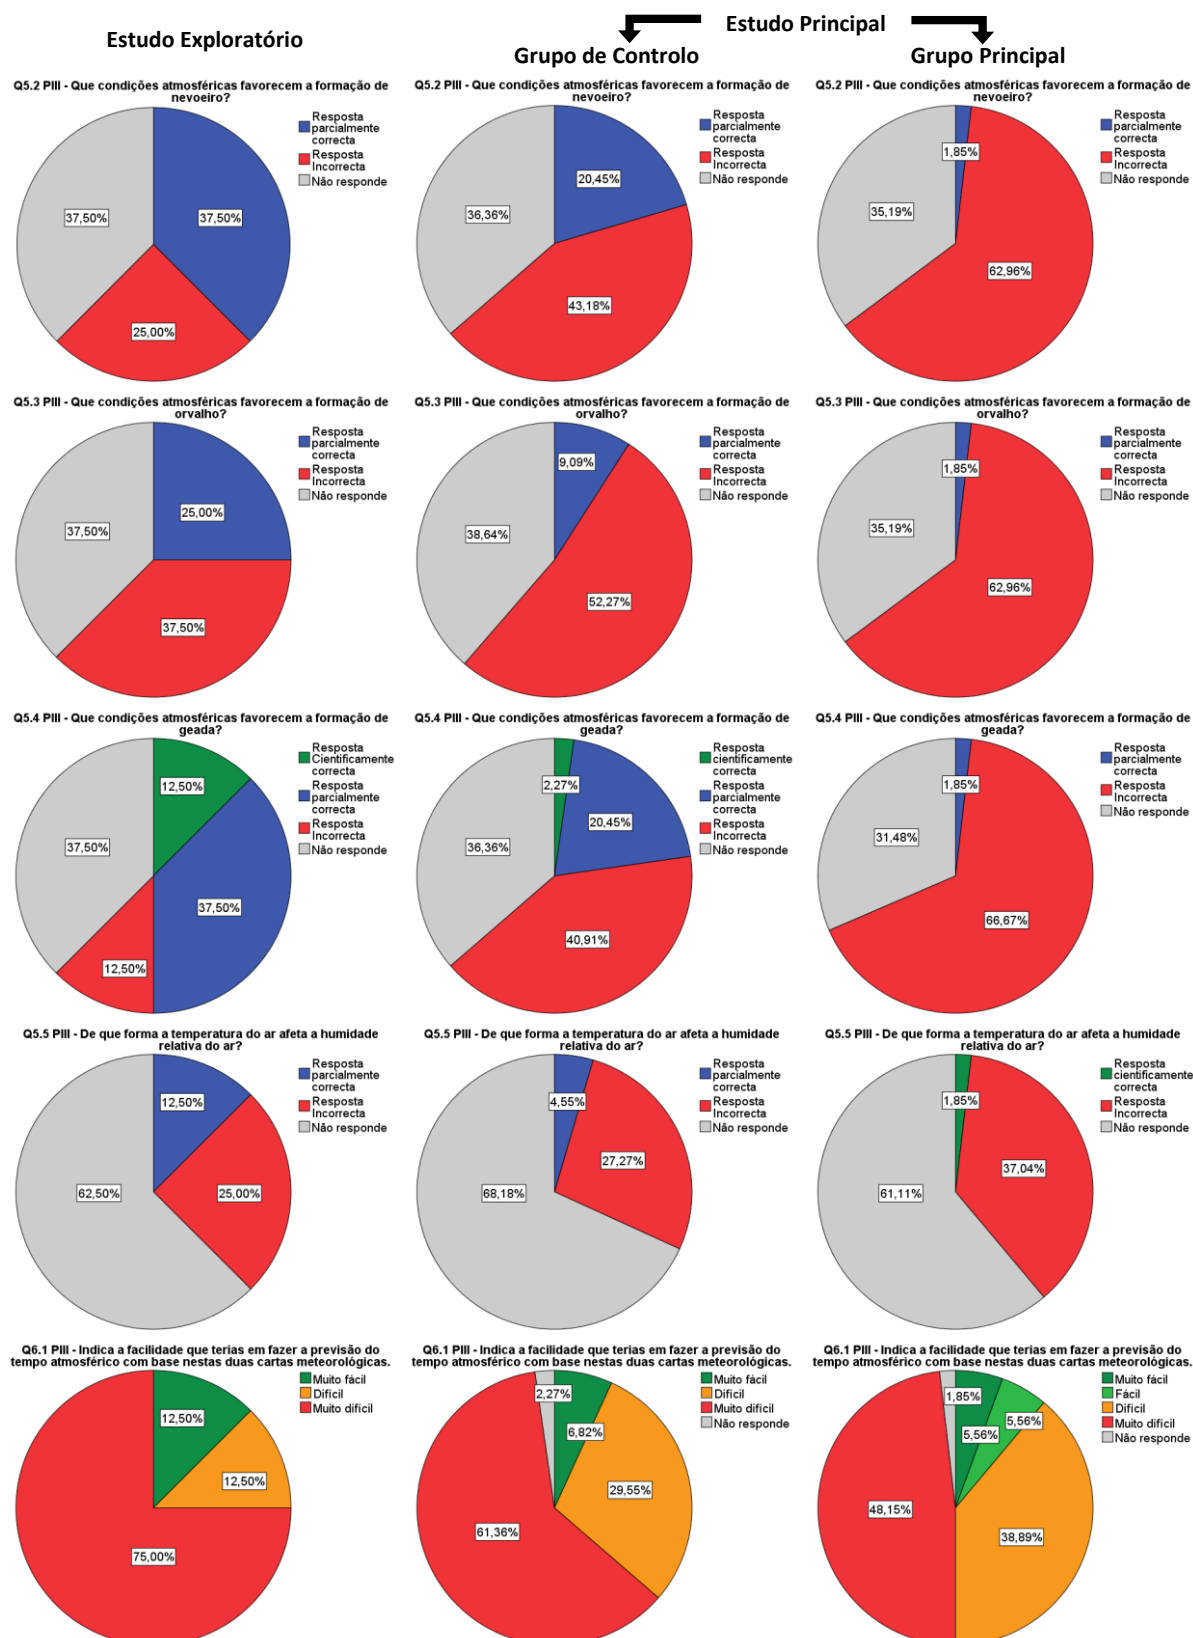 Estudo Exploratório
Estudo Principal
Grupo de Controlo
Grupo Principal
Q5.2 PIII - Que condições atmosféricas favorecem a formação de
nevoeiro?
Resposta
parcialmente
correcta
Resposta
Incorrecta
Não responde
37,50%
37,50%
25,00%
Q5.2 PIII - Que condições atmosféricas favorecem a formação de
nevoeiro?
Resposta
parcialmente
correcta
Resposta
Incorrecta
Não responde
20,45%
36,36%
43,18%
Q5.2 PIII - Que condições atmosféricas favorecem a formação de
nevoeiro?
Resposta
parcialmente
correcta
Resposta
Incorrecta
Não responde
1,85%
35,19%
62,96%
Q5.3 PIII - Que condições atmosféricas favorecem a formação de
orvalho?
Resposta
parcialmente
correcta
Resposta
Incorrecta
Não responde
25,00%
37,50%
37,50%
Q5.3 PIII - Que condições atmosféricas favorecem a formação de
orvalho?
Resposta
parcialmente
correcta
Resposta
Incorrecta
Não responde
9,09%
38,64%
52,27%
Q5.3 PIII - Que condições atmosféricas favorecem a formação de
orvalho?
Resposta
parcialmente
correcta
Resposta
Incorrecta
Não responde
1,85%
35,19%
62,96%
Q5.4 PIII - Que condições atmosféricas favorecem a formação de
geada?
Resposta
Cientificamente
correcta
Resposta
parcialmente
correcta
Resposta
Incorrecta
Não responde
12,50%
37,50%
37,50%
12,50%
Q5.4 PIII - Que condições atmosféricas favorecem a formação de
geada?
Resposta
cientificamente
correcta
Resposta
parcialmente
correcta
Resposta
Incorrecta
Não responde
2,27%
20,45%
36,36%
40,91%
Q5.4 PIII - Que condições atmosféricas favorecem a formação de
geada?
Resposta
parcialmente
correcta
Resposta
Incorrecta
Não responde
1,85%
31,48%
66,67%
Q5.5 PIII - De que forma a temperatura do ar afeta a humidade
relativa do ar?
Resposta
parcialmente
correcta
Resposta
Incorrecta
Não responde
12,50%
62,50%
25,00%
Q5.5 PIII - De que forma a temperatura do ar afeta a humidade
relativa do ar?
Resposta
parcialmente
correcta
Resposta
Incorrecta
Não responde
4,55%
27,27%
68,18%
Q5.5 PIII - De que forma a temperatura do ar afeta a humidade
relativa do ar?
Resposta
cientificamente
correcta
Resposta
Incorrecta
Não responde
1,85%
37,04%
61,11%
Q6.1 PIII - Indica a facilidade que terias em fazer a previsão do
tempo atmosférico com base nestas duas cartas meteorológicas.
Muito fácil
Difícil
Muito difícil
12,50%
12,50%
75,00%
Q6.1 PIII - Indica a facilidade que terias em fazer a previsão do
tempo atmosférico com base nestas duas cartas meteorológicas.
Muito fácil
Difícil
Muito difícil
Não responde
2,27%
6,82%
29,55%
61,36%
Q6.1 PIII - Indica a facilidade que terias em fazer a previsão do
tempo atmosférico com base nestas duas cartas meteorológicas.
Muito fácil
Fácil
Difícil
Muito difícil
Não responde
1,85%
5,56%
5,56%
48,15%
38,89%